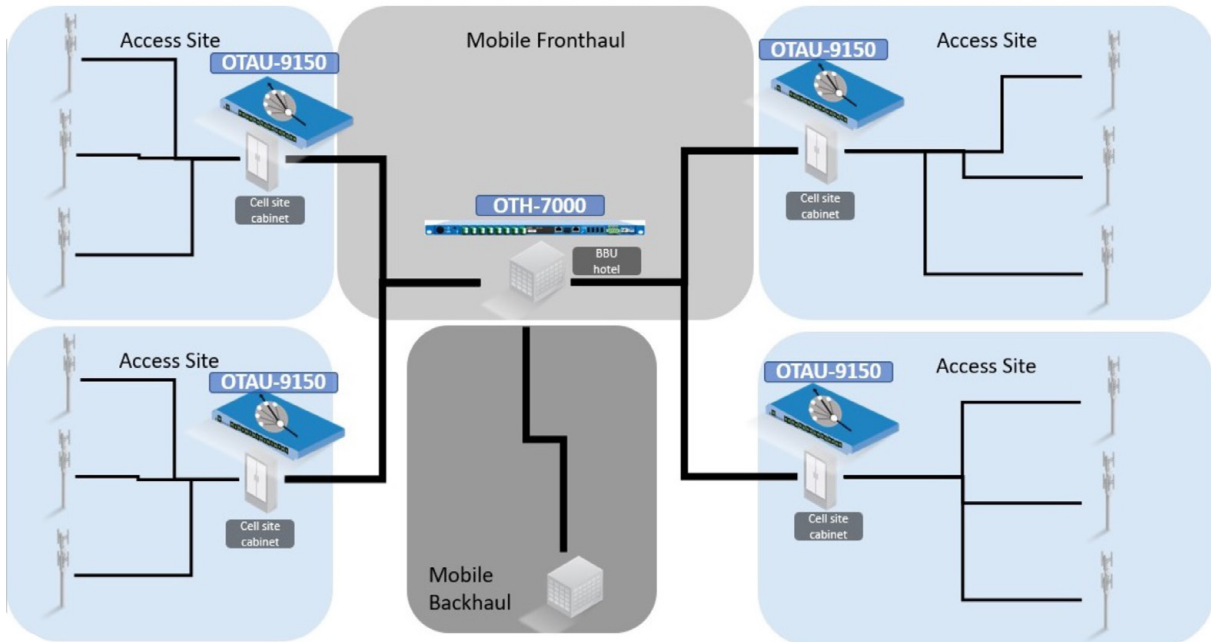 Access Site
OTAU-9150
Cell site
cabinet
Mobile Fronthaul
OTH-7000
BBU
hotel
OTAU-9150
Access Site
Cell site
cabinet
Access Site
OTAU-9150
Cell site
cabinet
Mobile
Backhaul
OTAU-9150
Access Site
Cell site
cabinet